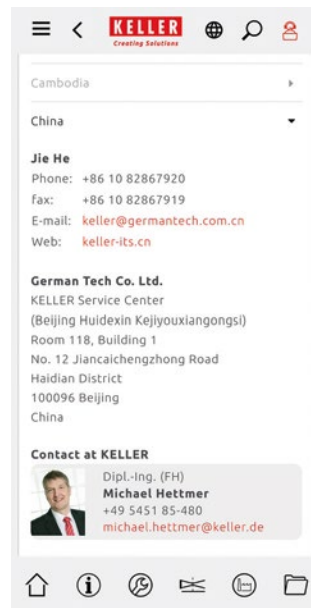 KELLER
Creating Solutions
Cambodia
China
Jie He
Phone: +86 10 82867920
fax: +86 10 82867919
E-mail: keller@germantech.com.cn
Web: keller-its.cn
German Tech Co. Ltd.
KELLER Service Center
(Beijing Huidexin Kejiyouxiangongsi)
Room 118, Building 1
No. 12 Jiancaichengzhong Road
Haidian District
100096 Beijing
China
Contact at KELLER
Dipl.-Ing. (FH)
Michael Hettmer
+49 5451 85-480
michael.hettmer@keller.de